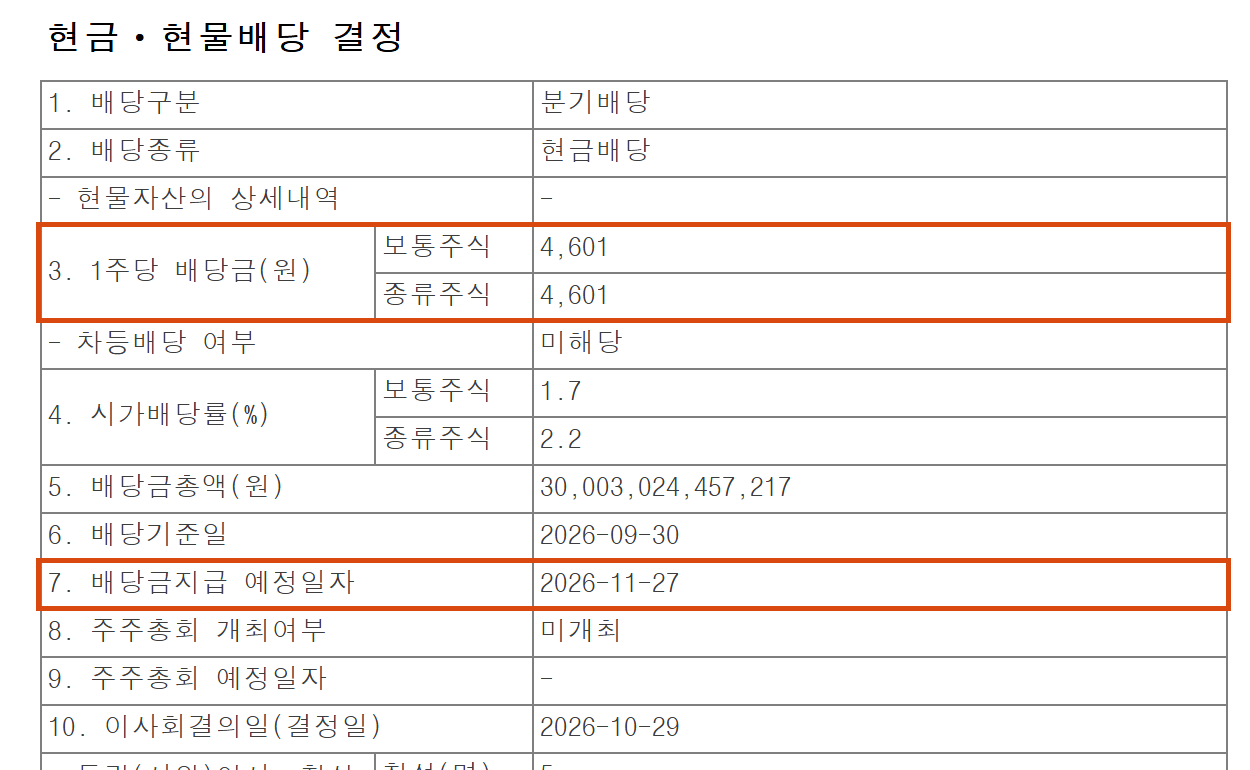 현금ㆍ현물배당 결정
1. 배당구분 분기배당
2. 배당종류 현금배당
- 현물자산의 상세내역 -
3. 1주당 배당금(원) 보통주식 4,601
종류주식 4,601
- 차등배당 여부 미해당
4. 시가배당률(%) 보통주식 1.7
종류주식 2.2
5. 배당금총액(원) 30,003,024,457,217
6. 배당기준일 2026-09-30
7. 배당금지급 예정일자 2026-11-27
8. 주주총회 개최여부 미개최
9. 주주총회 예정일자 -
10. 이사회결의일(결정일) 2026-10-29